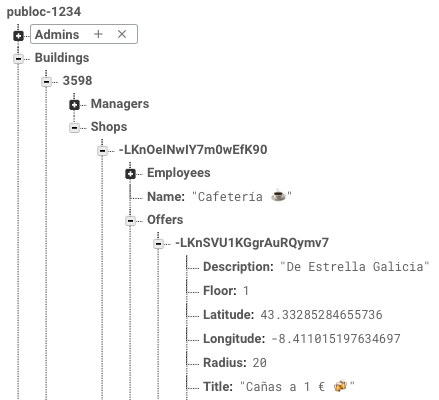 publoc-1234
Admins
Buildings
3598
Managers
Shops
-LKnOeINwIY7m0wEfK90
Employees
Name: "Cafetería ☕"
Offers
-LKnSVU1KGgrAuRQymv7
Description: "De Estrella Galicia"
Floor: 1
Latitude: 43.33285284655736
Longitude: -8.411015197634697
Radius: 20
Title: "Cañas a 1 € 🍻"